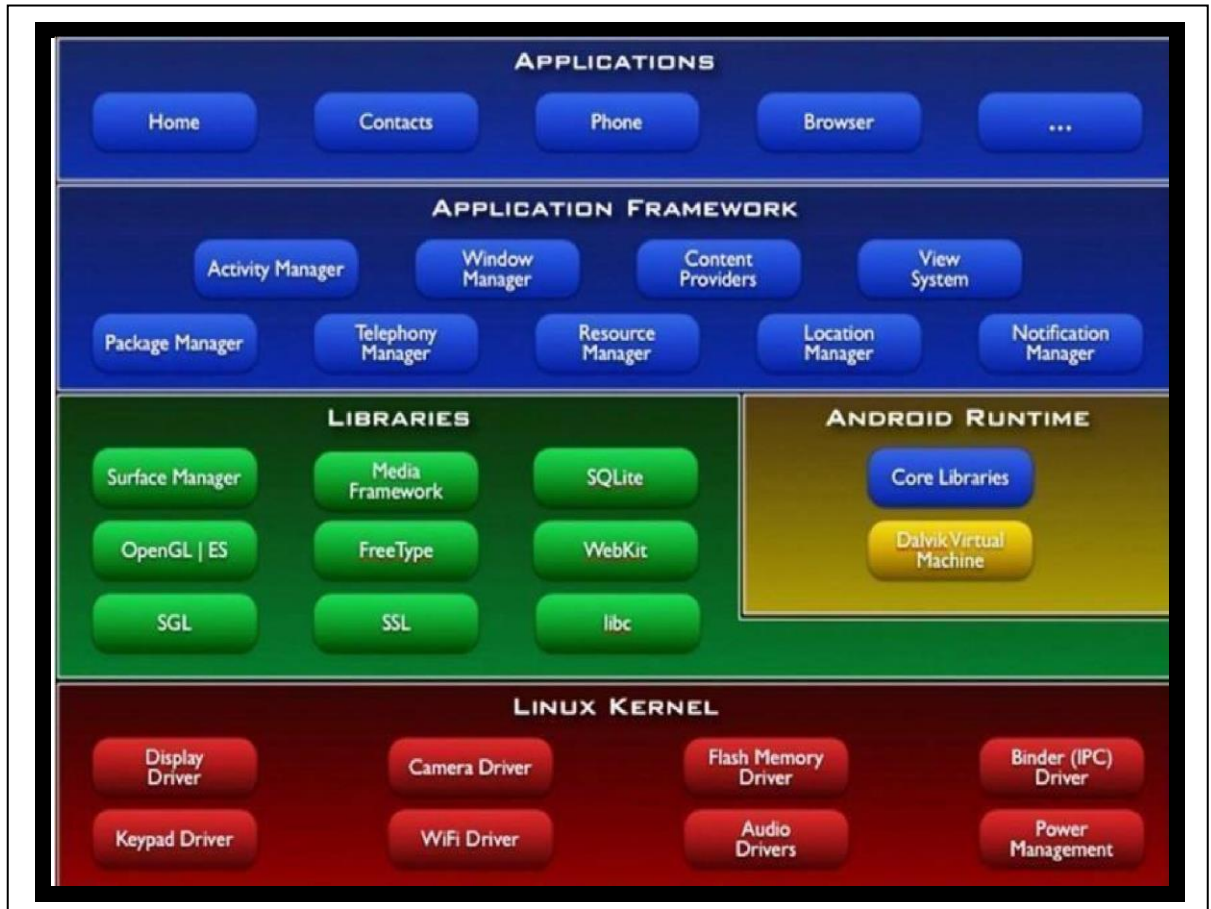 APPLICATIONS
Home
Contacts
Phone
Browser
...
APPLICATION FRAMEWORK
Activity Manager
Window
Manager
Content
Providers
View
System
Package Manager
Telephony
Manager
Resource
Manager
Location
Manager
Notification
Manager
LIBRARIES
Surface Manager
Media
Framework
SQLite
OpenGL | ES
FreeType
WebKit
SGL
SSL
libc
ANDROID RUNTIME
Core Libraries
Dalvik Virtual
Machine
LINUX KERNEL
Display
Driver
Camera Driver
Flash Memory
Driver
Binder (IPC)
Driver
Keypad Driver
WiFi Driver
Audio
Drivers
Power
Management